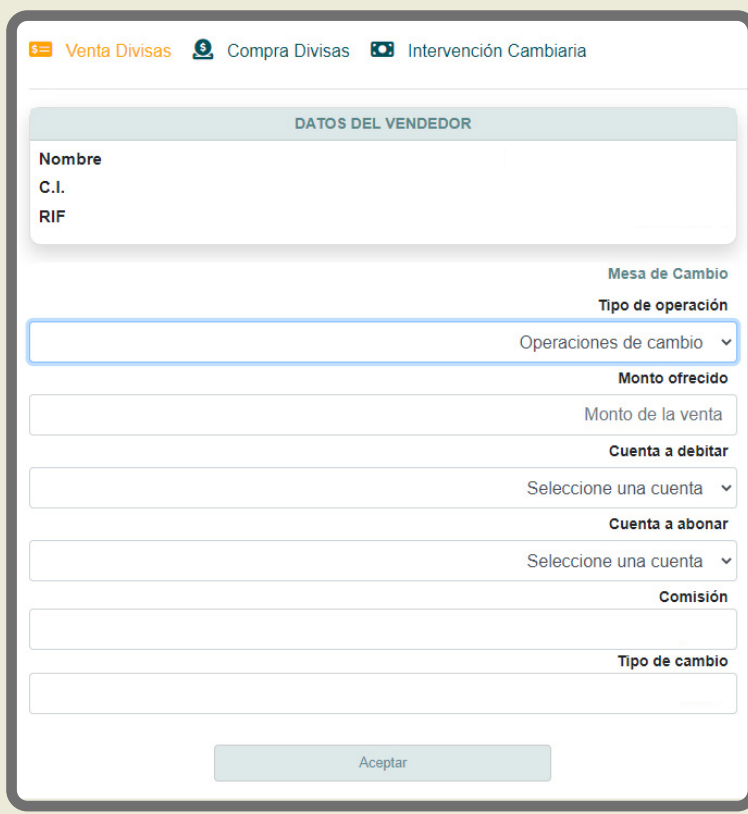 Venta Divisas Compra Divisas Intervención Cambiaria
DATOS DEL VENDEDOR
Nombre
C.I.
RIF
Mesa de Cambio
Tipo de operación
Operaciones de cambio
Monto ofrecido
Monto de la venta
Cuenta a debitar
Seleccione una cuenta
Cuenta a abonar
Seleccione una cuenta
Comisión
Tipo de cambio
Aceptar